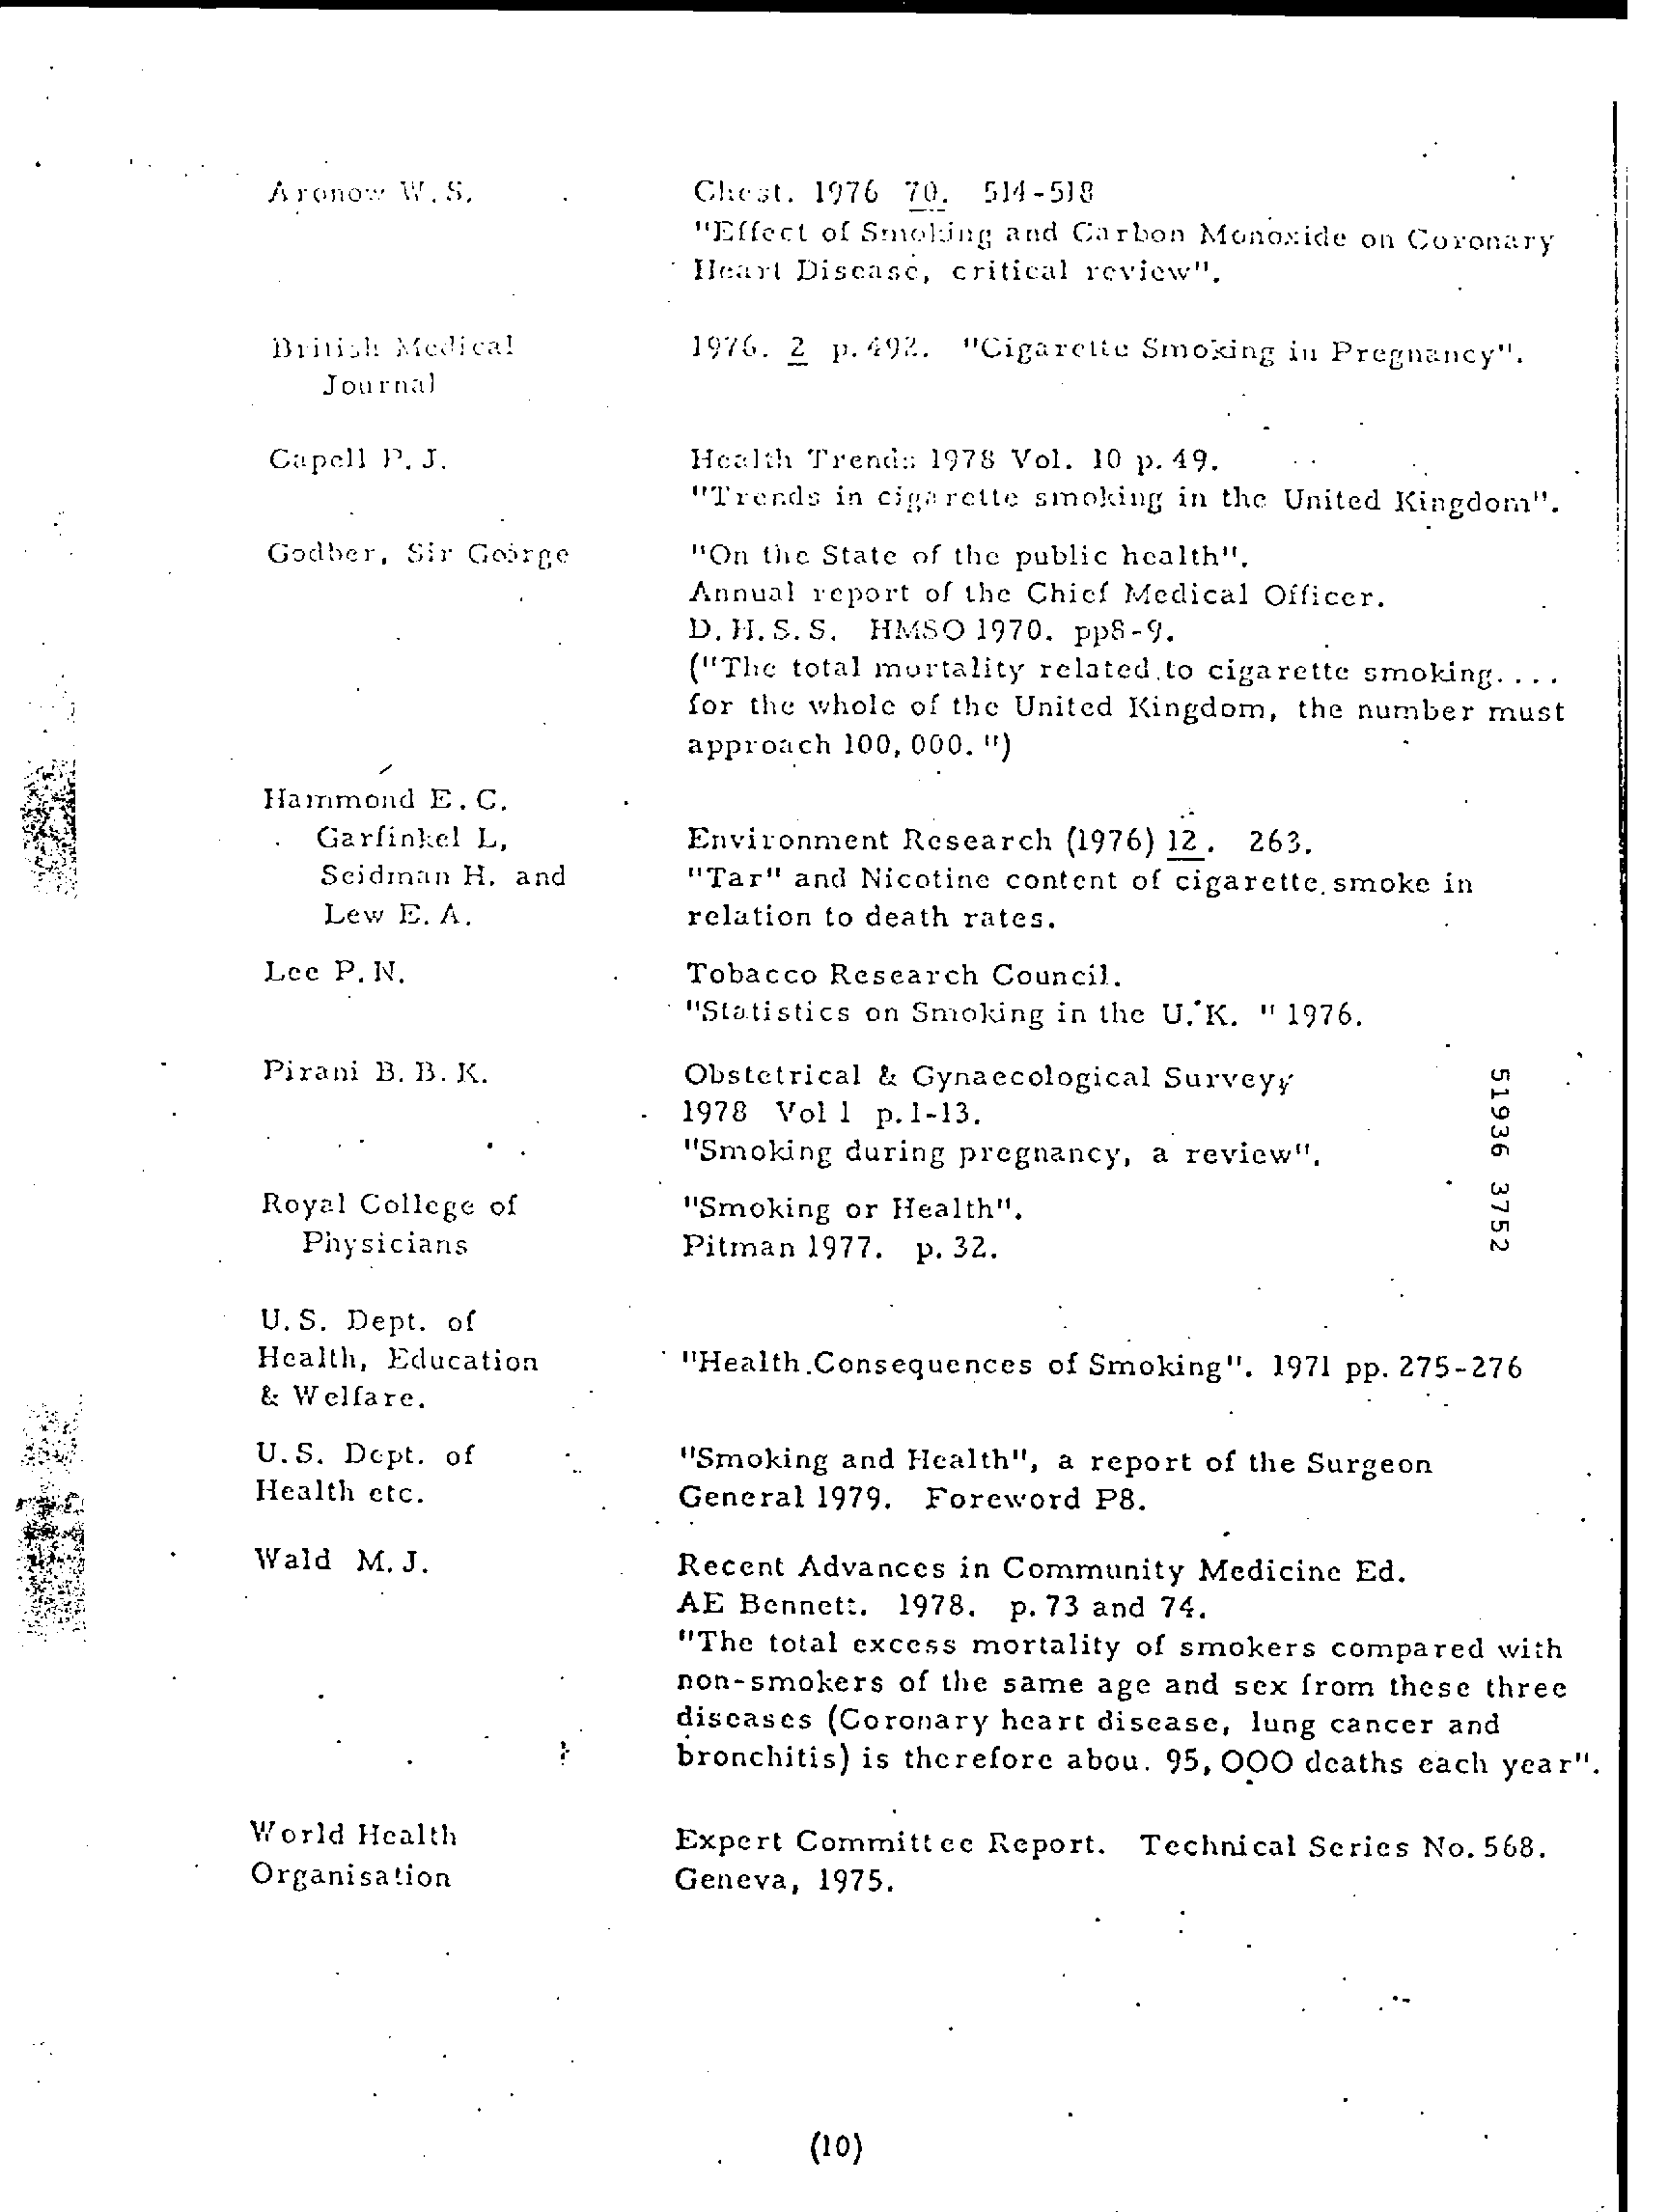 Aronow W.S.
Chest. 1976 70. 514-518
"Effect of Smoking and Carbon Monoxide on Coronary
Heart Disease, critical review".
British Medical
Journal
1976. 2 p.492. "Cigarette Smoking in Pregnancy".
Capell P.J.
Health Trends 1978 Vol. 10 p.49.
"Trends in cigarette smoking in the United Kingdom".
Godber, Sir George
"On the State of the public health".
Annual report of the Chief Medical Officer.
D.H.S.S. HMSO 1970. pp8-9.
("The total mortality related to cigarette smoking....
for the whole of the United Kingdom, the number must
approach 100,000.")
Hammond E.C.
Garfinkel L,
Seidman H. and
Lew E.A.
Environment Research (1976) 12. 263.
"Tar" and Nicotine content of cigarette smoke in
relation to death rates.
Lee P.N.
Tobacco Research Council.
"Statistics on Smoking in the U.K. " 1976.
Pirani B.B.K.
Obstetrical & Gynaecological Surveyy
1978 Vol 1 p.1-13.
"Smoking during pregnancy, a review".
Royal College of
Physicians
"Smoking or Health".
Pitman 1977. p.32.
51936 3752
U.S. Dept. of
Health, Education
& Welfare.
"Health Consequences of Smoking". 1971 pp. 275-276
U.S. Dept. of
Health etc.
"Smoking and Health", a report of the Surgeon
General 1979. Foreword P8.
Wald M.J.
Recent Advances in Community Medicine Ed.
AE Bennett. 1978. p.73 and 74.
"The total excess mortality of smokers compared with
non-smokers of the same age and sex from these three
diseases (Coronary heart disease, lung cancer and
bronchitis) is therefore abou. 95,OOO deaths each year".
World Health
Organisation
Expert Committee Report. Technical Series No.568.
Geneva, 1975.
(10)